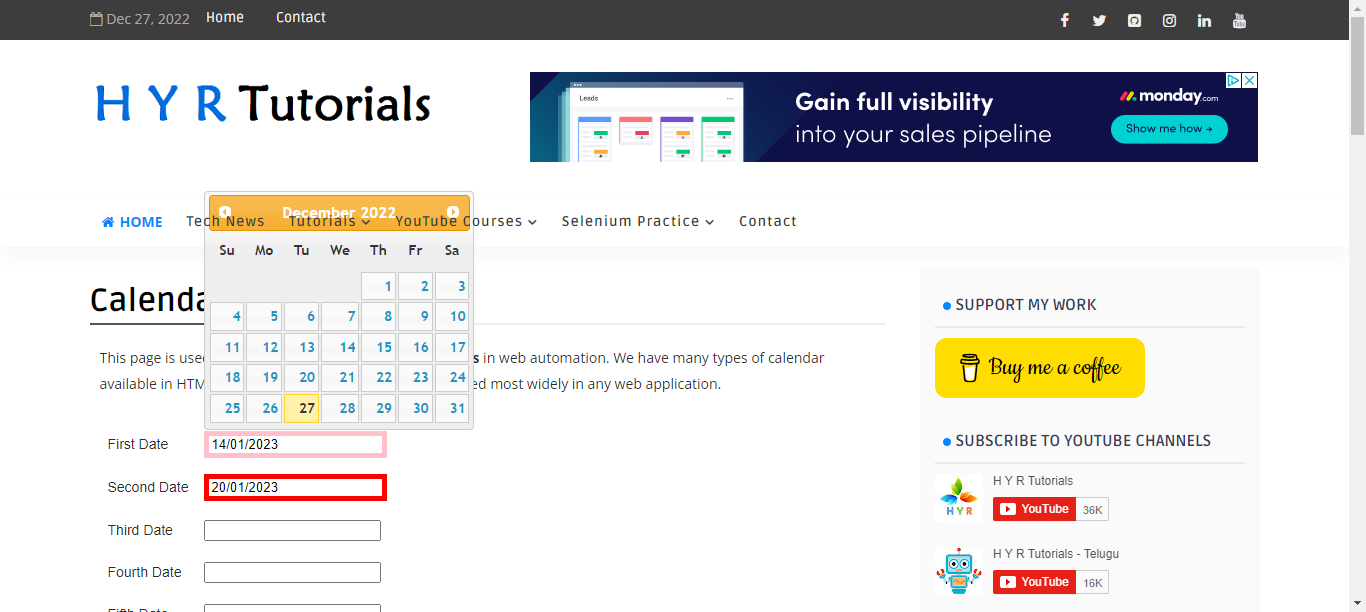 Dec 27, 2022 Home Contact
H Y R Tutorials
Leads
Gain full visibility
into your sales pipeline
monday.com
Show me how →
December 2022
HOME Tech News Tutorials YouTube Courses Selenium Practice Contact
Su Mo Tu We Th Fr Sa
1 2 3
4 5 6 7 8 9 10
11 12 13 14 15 16 17
18 19 20 21 22 23 24
25 26 27 28 29 30 31
Calenda
This page is used s in web automation. We have many types of calendar
available in HTM ed most widely in any web application.
First Date 14/01/2023
Second Date 20/01/2023
Third Date
Fourth Date
Fifth Date
SUPPORT MY WORK
Buy me a coffee
SUBSCRIBE TO YOUTUBE CHANNELS
HYR
H Y R Tutorials
YouTube 36K
H Y R Tutorials - Telugu
YouTube 16K